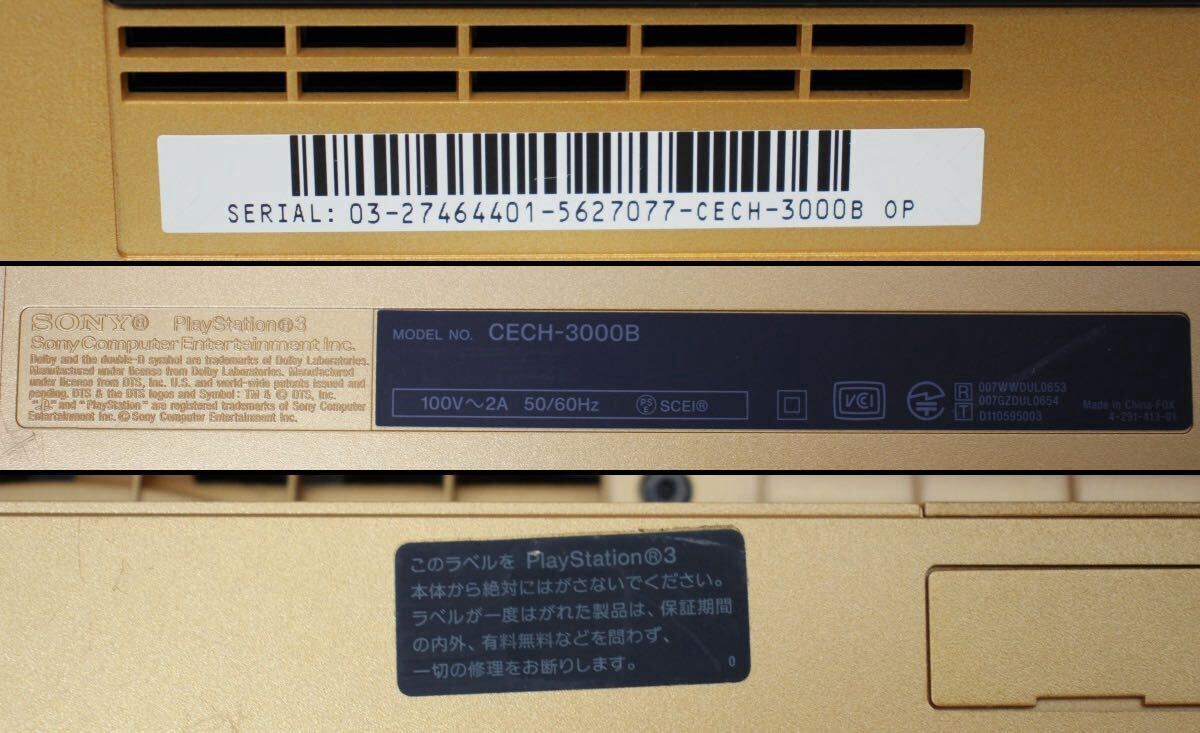 SERIAL: 03-27464401-5627077-CECH-3000B OP
SONY® PlayStation®3
Sony Computer Entertainment Inc.
Dolby and the double-D symbol are trademarks of Dolby Laboratories.
Manufactured under license from Dolby Laboratories. Manufactured
under license from DTS, Inc. U.S. and world-wide patents issued and
pending. DTS & the DTS logos and Symbol: TM & © DTS, Inc.
" " and "PlayStation" are registered trademarks of Sony Computer
Entertainment Inc. © Sony Computer Entertainment Inc.
MODEL NO. CECH-3000B
100V～2A 50/60Hz PSE SCEI®
VCI
R 007WWDUL0653
007GZDUL0654
T D110595003
Made in China-FOX
4-291-413-01
このラベルを PlayStation®3
本体から絶対にはがさないでください。
ラベルが一度はがれた製品は、保証期間
の内外、有料無料などを問わず、
一切の修理をお断りします。
0